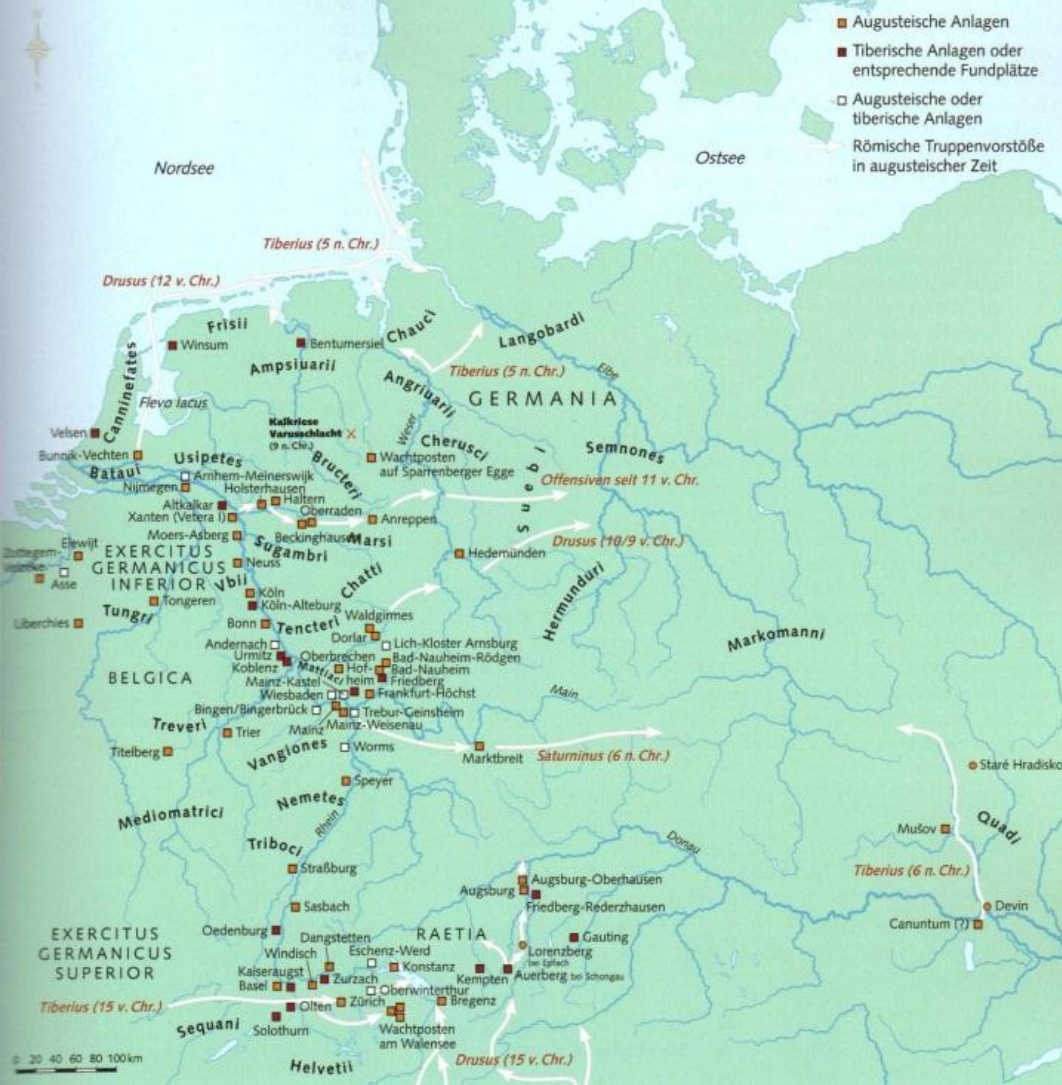 Augusteische Anlagen
Tiberische Anlagen oder
entsprechende Fundplätze
Augusteische oder
tiberische Anlagen
Römische Truppenvorstöße
in augusteischer Zeit
Nordsee
Ostsee
Tiberius (5 n. Chr.)
Drusus (12 v. Chr.)
Frisii
Winsum
Bentumersiel
Chauci
Langobardi
Canninefates
Ampsiuarii
Tiberius (5 n. Chr.)
Elbe
Angriuarii
GERMANIA
Flevo lacus
Velsen
Kalkriese
Varusschlacht
(9 n. Chr.)
Weser
Cherusci
Semnones
Bunnik-Vechten
Usipetes
Bructeri
Wachtposten
auf Sparrenberger Egge
Bataui
Arnhem-Meinerswijk
Suebi
Offensiven seit 11 v. Chr.
Nijmegen
Holsterhausen
Altkalkar
Haltern
Xanten (Vetera I)
Oberraden
Anreppen
Moers-Asberg
Beckinghausen
Marsi
Drusus (10/9 v. Chr.)
Elewijt
EXERCITUS
GERMANICUS
INFERIOR
Sugambri
Hedemünden
Neuss
Asse
Vbii
Chatti
Hermunduri
Köln
Tongeren
Köln-Alteburg
Liberchies
Tungri
Bonn
Tencteri
Waldgirmes
Markomanni
Dorlar
Andernach
Lich-Kloster Arnsburg
Urmitz
Oberbrechen
Bad-Nauheim-Rödgen
Koblenz
Mattiaci
Hof-
heim
Bad-Nauheim
BELGICA
Mainz-Kastel
Friedberg
Wiesbaden
Frankfurt-Höchst
Main
Bingen/Bingerbrück
Trebur-Geinsheim
Treveri
Trier
Mainz
Mainz-Weisenau
Titelberg
Vangiones
Worms
Marktbreit
Saturninus (6 n. Chr.)
Staré Hradisko
Speyer
Nemetes
Mediomatrici
Rhein
Mušov
Quadi
Triboci
Donau
Straßburg
Tiberius (6 n. Chr.)
Augsburg-Oberhausen
Augsburg
Friedberg-Rederzhausen
Sasbach
Devin
Canuntum (?)
EXERCITUS
GERMANICUS
SUPERIOR
Oedenburg
RAETIA
Gauting
Dangstetten
Windisch
Eschenz-Werd
Lorenzberg
bei Epfach
Kaiseraugst
Konstanz
Kempten
Auerberg bei Schongau
Basel
Zurzach
Oberwinterthur
Tiberius (15 v. Chr.)
Olten
Zürich
Bregenz
Sequani
Solothurn
Wachtposten
am Walensee
Helvetii
Drusus (15 v. Chr.)
0 20 40 60 80 100 km